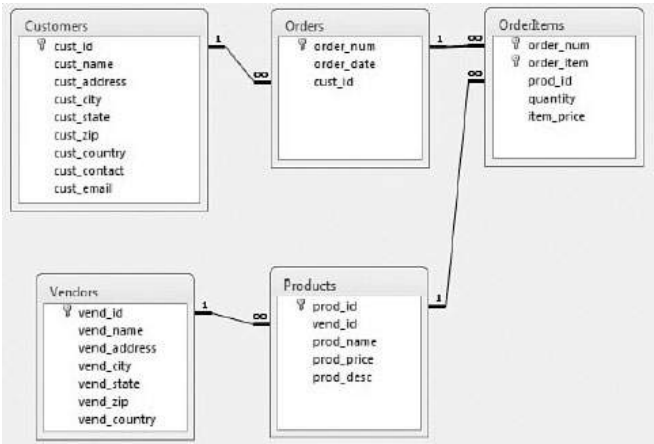 Customers
cust_id
cust_name
cust_address
cust_city
cust_state
cust_zip
cust_country
cust_contact
cust_email
1
∞
Orders
order_num
order_date
cust_id
1
∞
OrderItems
order_num
order_item
prod_id
quantity
item_price
∞
Vendors
vend_id
vend_name
vend_address
vend_city
vend_state
vend_zip
vend_country
1
∞
Products
prod_id
vend_id
prod_name
prod_price
prod_desc
1